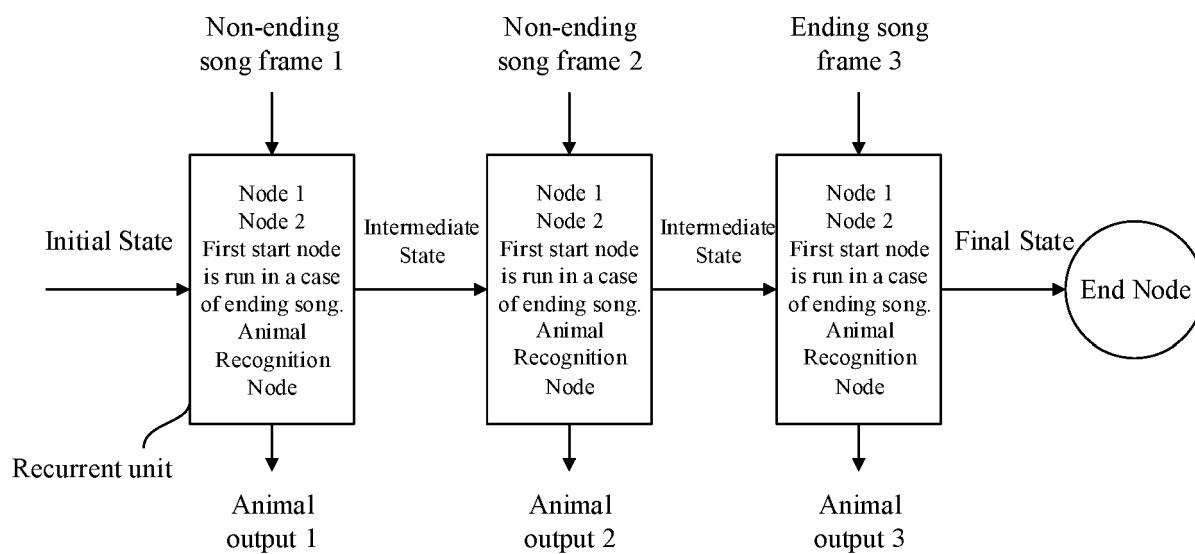 Non-ending
song frame 1
Non-ending
song frame 2
Ending song
frame 3
Initial State
Node 1
Node 2
First start node
is run in a case
of ending song.
Animal
Recognition
Node
Intermediate
State
Node 1
Node 2
First start node
is run in a case
of ending song.
Animal
Recognition
Node
Intermediate
State
Node 1
Node 2
First start node
is run in a case
of ending song.
Animal
Recognition
Node
Final State
End Node
Recurrent unit
Animal
output 1
Animal
output 2
Animal
output 3